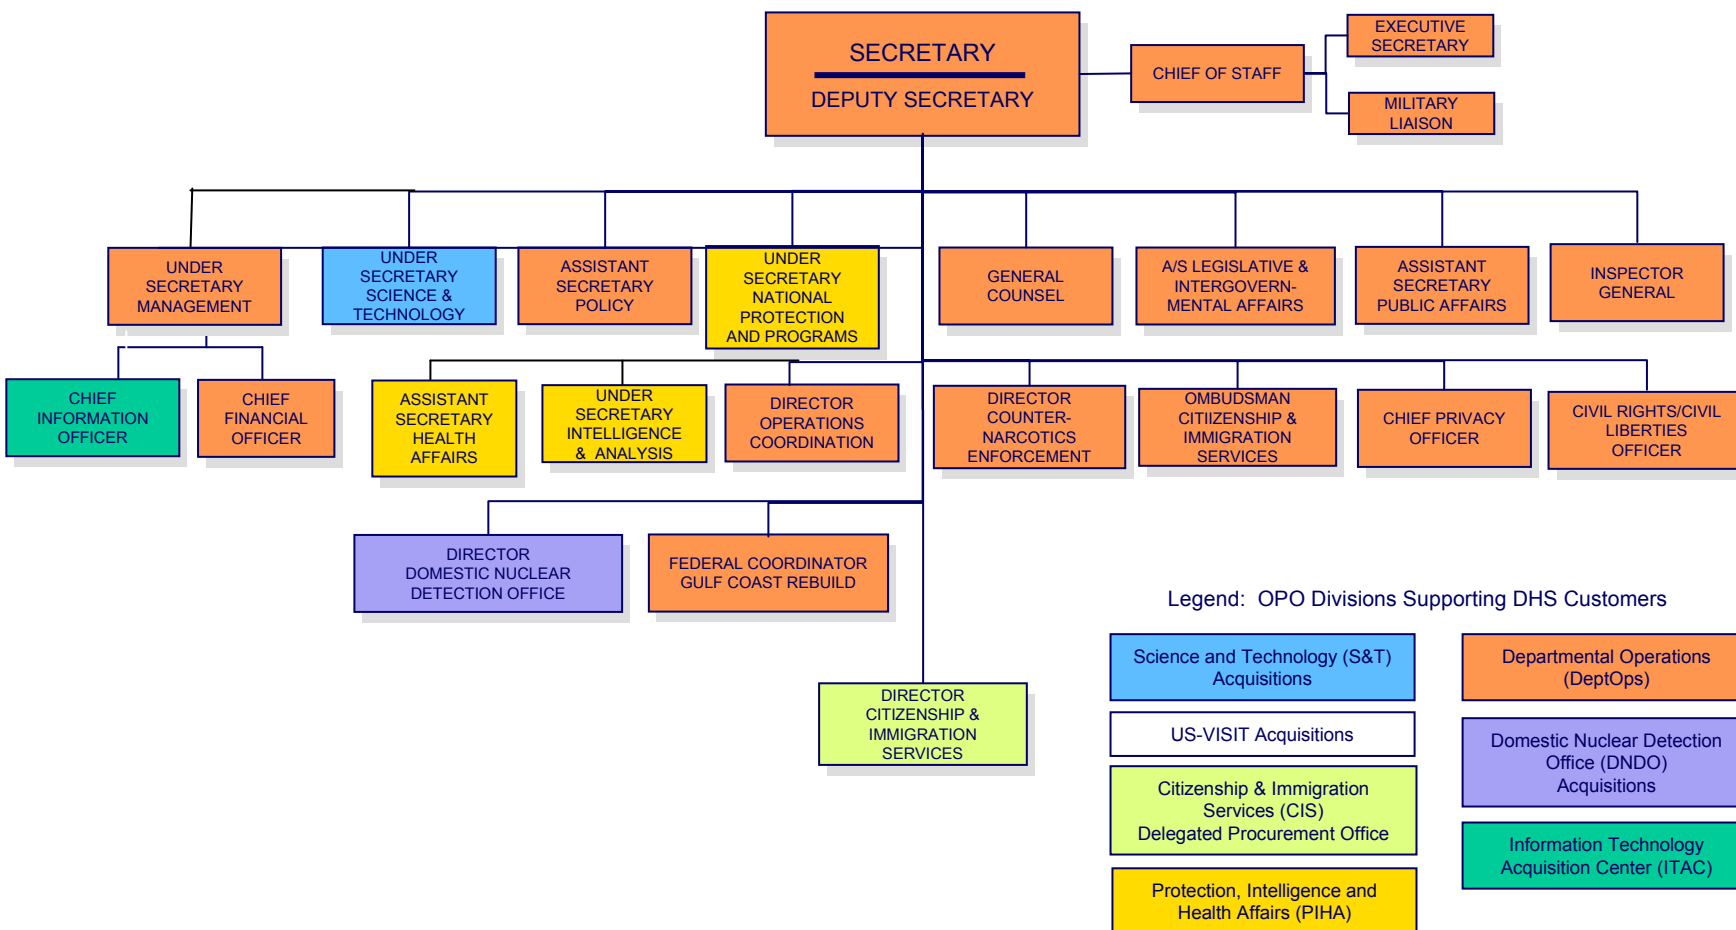 SECRETARY
DEPUTY SECRETARY
CHIEF OF STAFF
EXECUTIVE
SECRETARY
MILITARY
LIAISON
UNDER
SECRETARY
MANAGEMENT
UNDER
SECRETARY
SCIENCE &
TECHNOLOGY
ASSISTANT
SECRETARY
POLICY
UNDER
SECRETARY
NATIONAL
PROTECTION
AND PROGRAMS
GENERAL
COUNSEL
A/S LEGISLATIVE &
INTERGOVERN-
MENTAL AFFAIRS
ASSISTANT
SECRETARY
PUBLIC AFFAIRS
INSPECTOR
GENERAL
CHIEF
INFORMATION
OFFICER
CHIEF
FINANCIAL
OFFICER
ASSISTANT
SECRETARY
HEALTH
AFFAIRS
UNDER
SECRETARY
INTELLIGENCE
& ANALYSIS
DIRECTOR
OPERATIONS
COORDINATION
DIRECTOR
COUNTER-
NARCOTICS
ENFORCEMENT
OMBUDSMAN
CITIIZENSHIP &
IMMIGRATION
SERVICES
CHIEF PRIVACY
OFFICER
CIVIL RIGHTS/CIVIL
LIBERTIES
OFFICER
DIRECTOR
DOMESTIC NUCLEAR
DETECTION OFFICE
FEDERAL COORDINATOR
GULF COAST REBUILD
DIRECTOR
CITIZENSHIP &
IMMIGRATION
SERVICES
Legend: OPO Divisions Supporting DHS Customers
Science and Technology (S&T)
Acquisitions
US-VISIT Acquisitions
Citizenship & Immigration
Services (CIS)
Delegated Procurement Office
Protection, Intelligence and
Health Affairs (PIHA)
Departmental Operations
(DeptOps)
Domestic Nuclear Detection
Office (DNDO)
Acquisitions
Information Technology
Acquisition Center (ITAC)